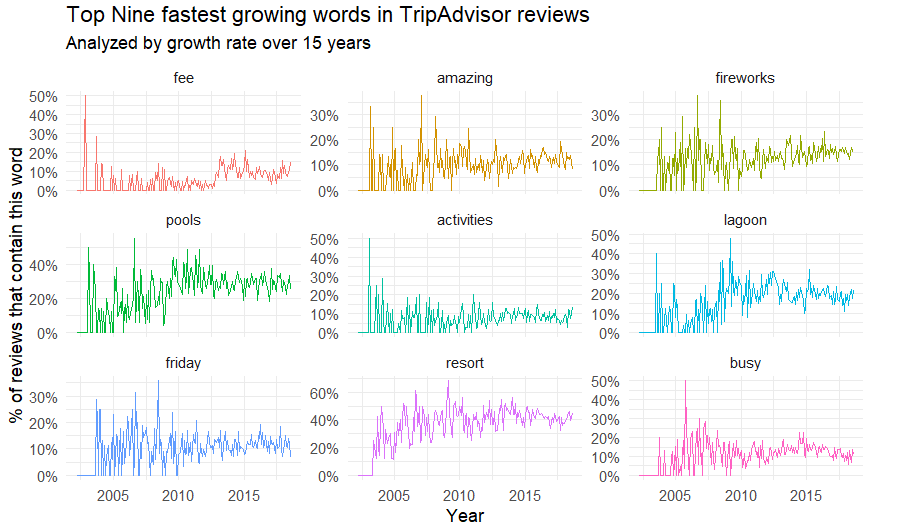 Top Nine fastest growing words in TripAdvisor reviews
Analyzed by growth rate over 15 years
fee
amazing
fireworks
50%
40%
30%
20%
10%
0%
30%
20%
10%
0%
30%
20%
10%
0%
pools
activities
lagoon
40%
20%
0%
50%
40%
30%
20%
10%
0%
50%
40%
30%
20%
10%
0%
friday
resort
busy
30%
20%
10%
0%
60%
40%
20%
0%
50%
40%
30%
20%
10%
0%
2005 2010 2015
2005 2010 2015
2005 2010 2015
Year
% of reviews that contain this word